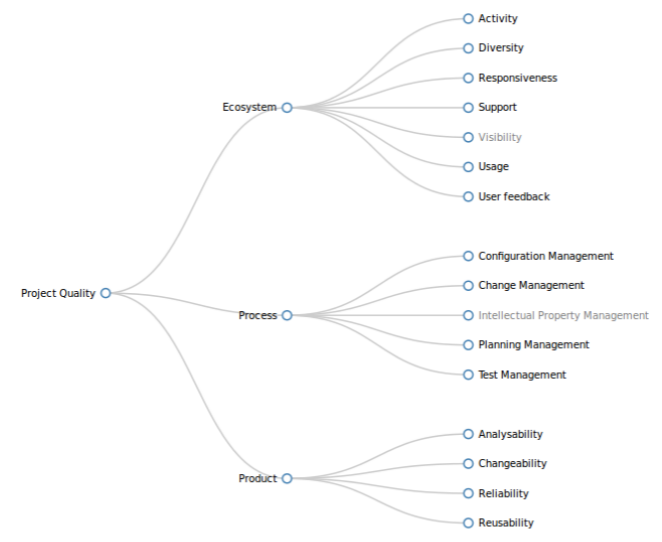 Activity
Diversity
Responsiveness
Ecosystem
Support
Visibility
Usage
User feedback
Configuration Management
Change Management
Project Quality
Process
Intellectual Property Management
Planning Management
Test Management
Analysability
Changeability
Product
Reliability
Reusability